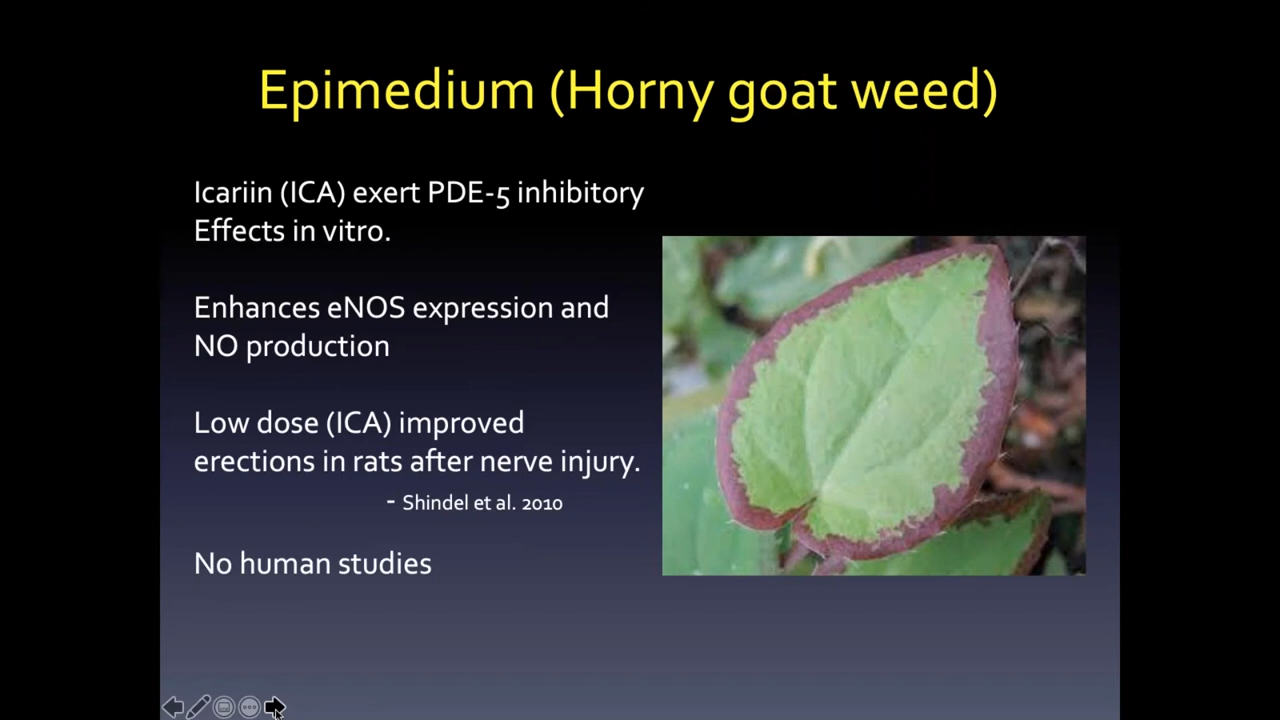 Epimedium (Horny goat weed)
Icariin (ICA) exert PDE-5 inhibitory
Effects in vitro.
Enhances eNOS expression and
NO production
Low dose (ICA) improved
erections in rats after nerve injury.
- Shindel et al. 2010
No human studies